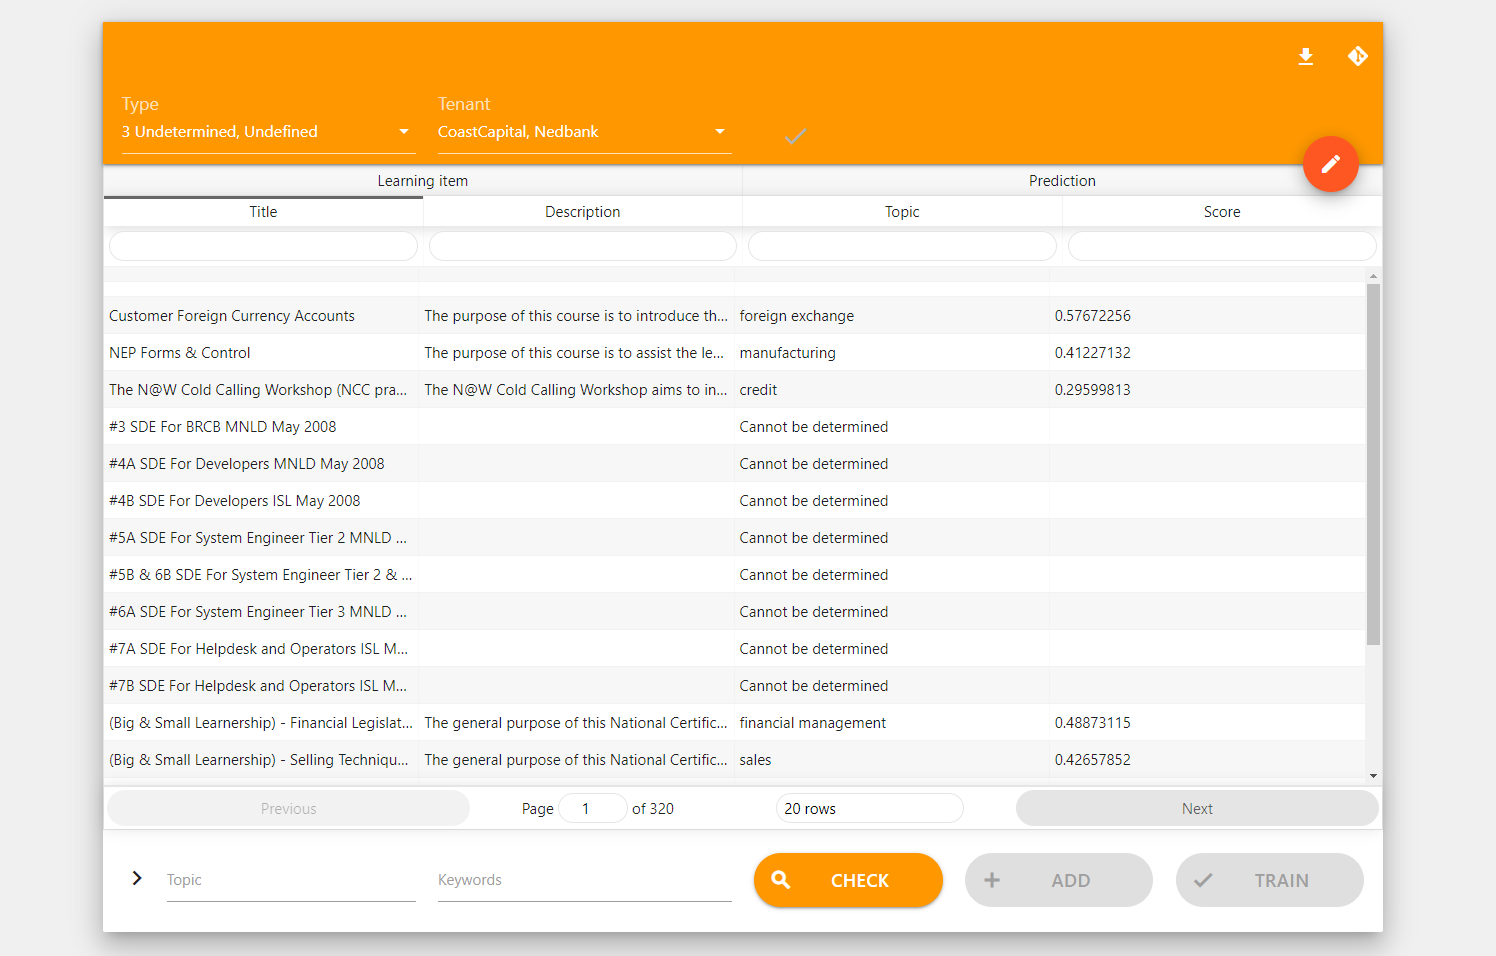 Type
Tenant
3 Undetermined, Undefined
CoastCapital, Nedbank
Learning item
Prediction
Title
Description
Topic
Score
Customer Foreign Currency Accounts
The purpose of this course is to introduce th...
foreign exchange
0.57672256
NEP Forms & Control
The purpose of this course is to assist the le...
manufacturing
0.41227132
The N@W Cold Calling Workshop (NCC pra...
The N@W Cold Calling Workshop aims to in...
credit
0.29599813
#3 SDE For BRCB MNLD May 2008
Cannot be determined
#4A SDE For Developers MNLD May 2008
Cannot be determined
#4B SDE For Developers ISL May 2008
Cannot be determined
#5A SDE For System Engineer Tier 2 MNLD ...
Cannot be determined
#5B & 6B SDE For System Engineer Tier 2 & ...
Cannot be determined
#6A SDE For System Engineer Tier 3 MNLD ...
Cannot be determined
#7A SDE For Helpdesk and Operators ISL M...
Cannot be determined
#7B SDE For Helpdesk and Operators ISL M...
Cannot be determined
(Big & Small Learnership) - Financial Legislat...
The general purpose of this National Certific...
financial management
0.48873115
(Big & Small Learnership) - Selling Techniqu...
The general purpose of this National Certific...
sales
0.42657852
Previous
Page 1 of 320
20 rows
Next
Topic
Keywords
CHECK
ADD
TRAIN